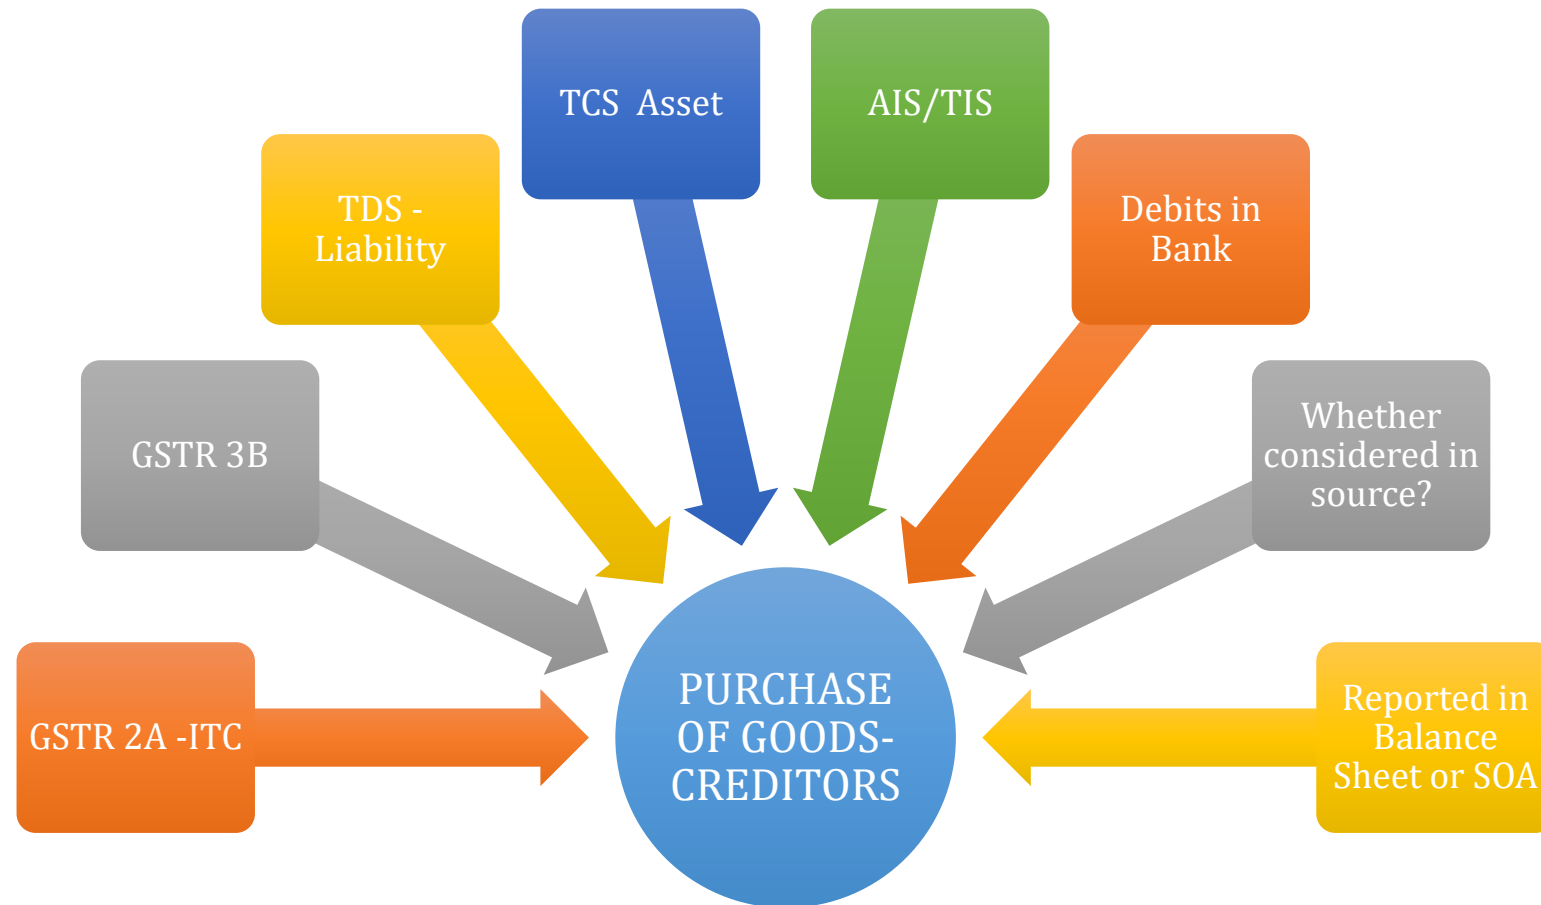 TCS  Asset
AIS/TIS
TDS -
Liability
Debits in
Bank
GSTR 3B
Whether
considered in
source?
GSTR 2A -ITC
PURCHASE
OF GOODS-
CREDITORS
Reported in
Balance
Sheet or SOA